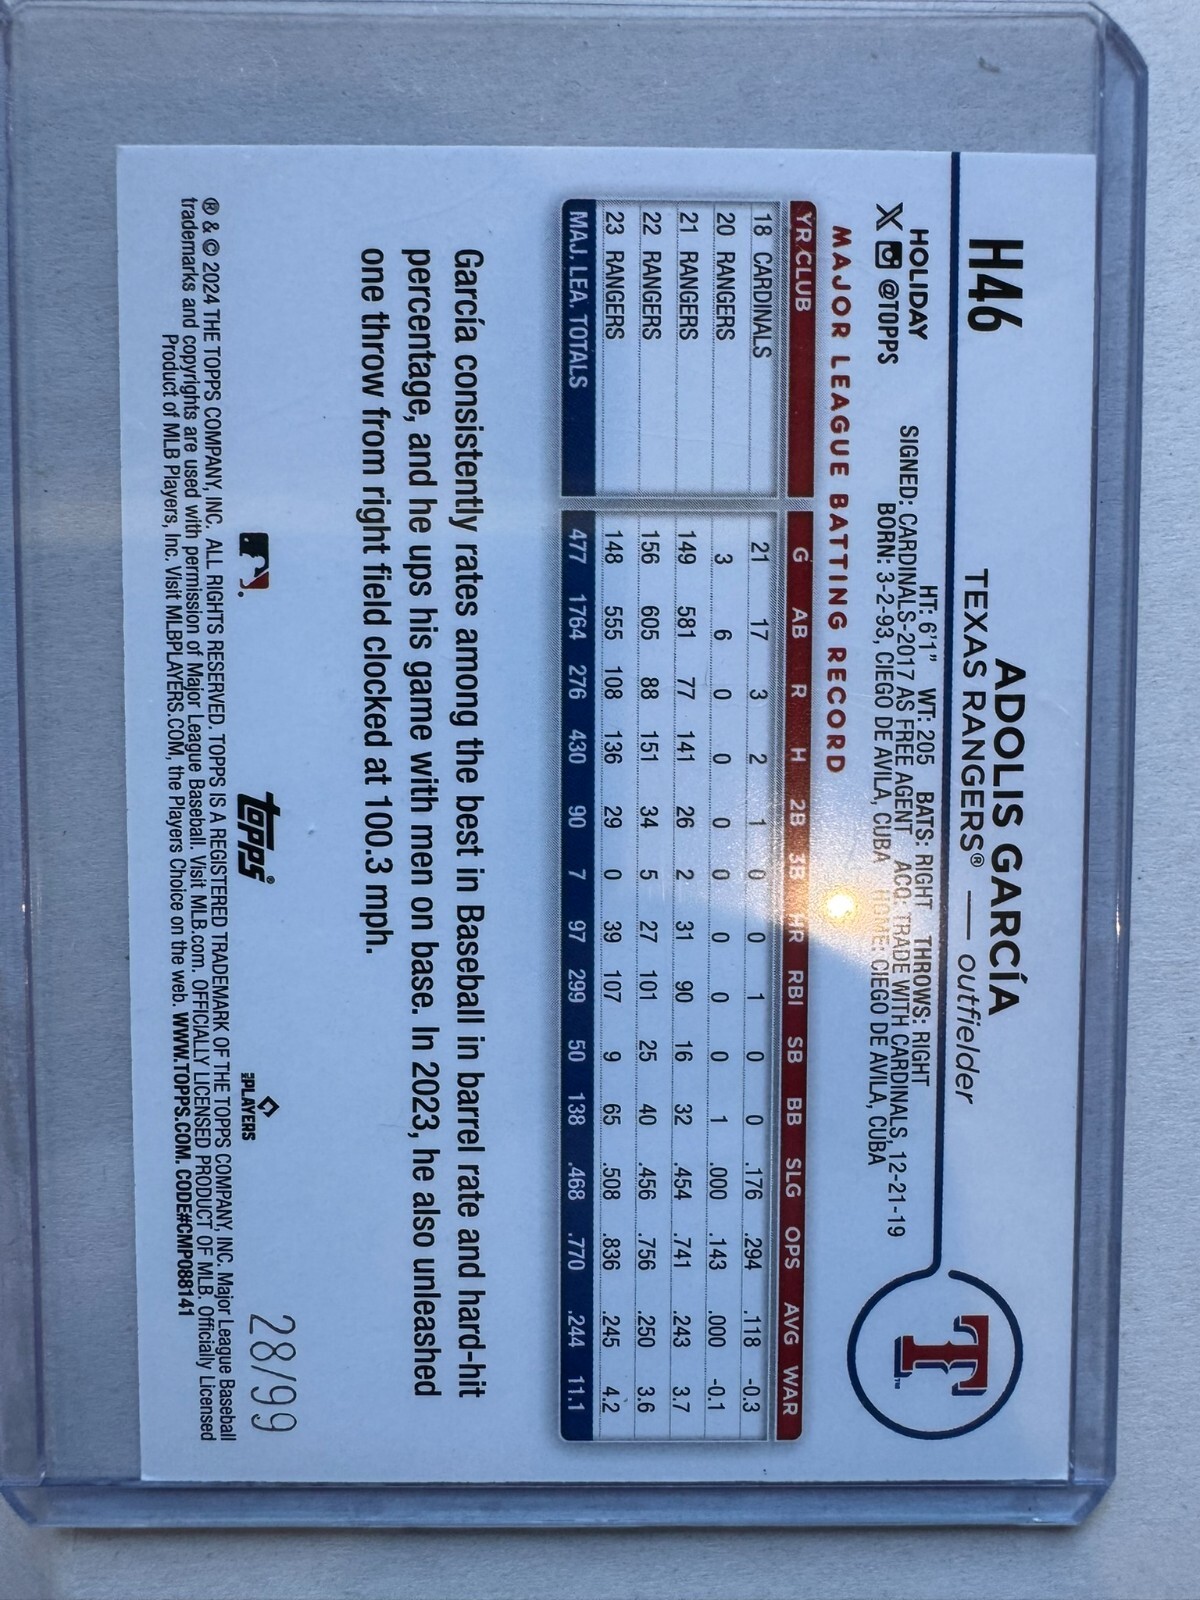 H46
ADOLIS GARCÍA
TEXAS RANGERS® — outfielder
HOLIDAY
@TOPPS
HT: 6'1" WT: 205 BATS: RIGHT THROWS: RIGHT
SIGNED: CARDINALS-2017 AS FREE AGENT ACQ: TRADE WITH CARDINALS, 12-21-19
BORN: 3-2-93, CIEGO DE AVILA, CUBA HOME: CIEGO DE AVILA, CUBA
T™
MAJOR LEAGUE BATTING RECORD
YR CLUB G AB R H 2B 3B HR RBI SB BB SLG OPS AVG WAR
18 CARDINALS 21 17 3 2 1 0 0 1 0 0 .176 .294 .118 -0.3
20 RANGERS 3 6 0 0 0 0 0 0 0 1 .000 .143 .000 -0.1
21 RANGERS 149 581 77 141 26 2 31 90 16 32 .454 .741 .243 3.7
22 RANGERS 156 605 88 151 34 5 27 101 25 40 .456 .756 .250 3.6
23 RANGERS 148 555 108 136 29 0 39 107 9 65 .508 .836 .245 4.2
MAJ. LEA. TOTALS 477 1764 276 430 90 7 97 299 50 138 .468 .770 .244 11.1
García consistently rates among the best in Baseball in barrel rate and hard-hit
percentage, and he ups his game with men on base. In 2023, he also unleashed
one throw from right field clocked at 100.3 mph.
topps®
PLAYERS
28/99
® & © 2024 THE TOPPS COMPANY, INC. ALL RIGHTS RESERVED. TOPPS IS A REGISTERED TRADEMARK OF THE TOPPS COMPANY, INC. Major League Baseball
trademarks and copyrights are used with permission of Major League Baseball. Visit MLB.com. OFFICIALLY LICENSED PRODUCT OF MLB. Officially Licensed
Product of MLB Players, Inc. Visit MLBPLAYERS.COM, the Players Choice on the web. WWW.TOPPS.COM. CODE#CMP088141